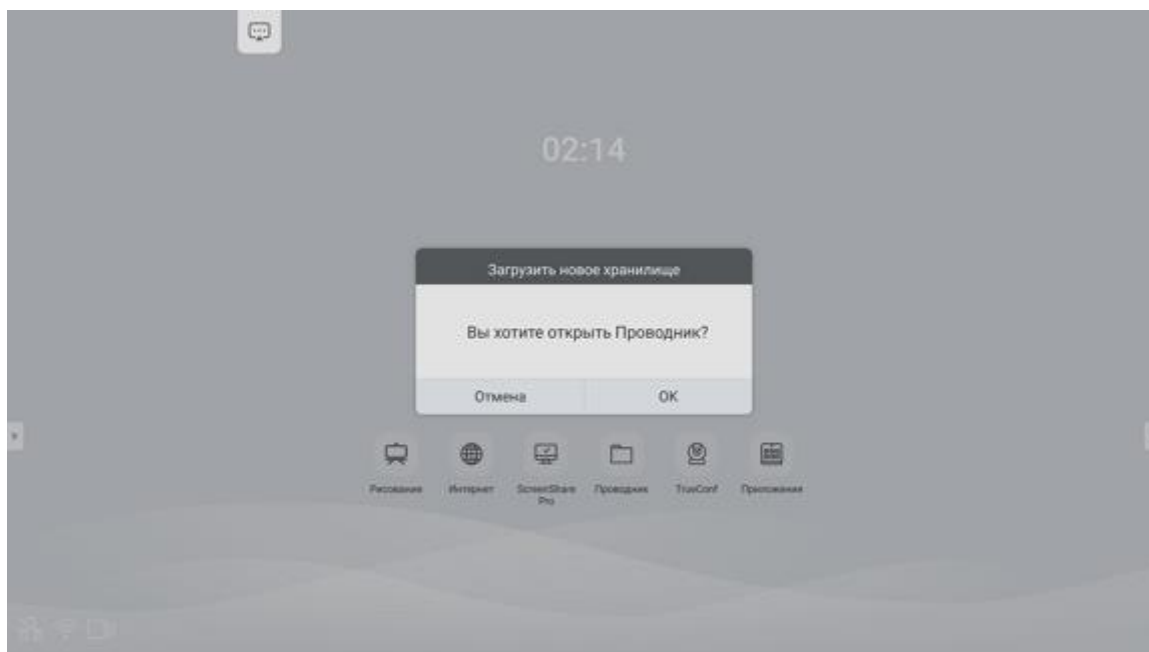 02:14
Загрузить новое хранилище
Вы хотите открыть Проводник?
Отмена
OK
Рисование
Интернет
ScreenShare
Pro
Проводник
TrueConf
Приложения